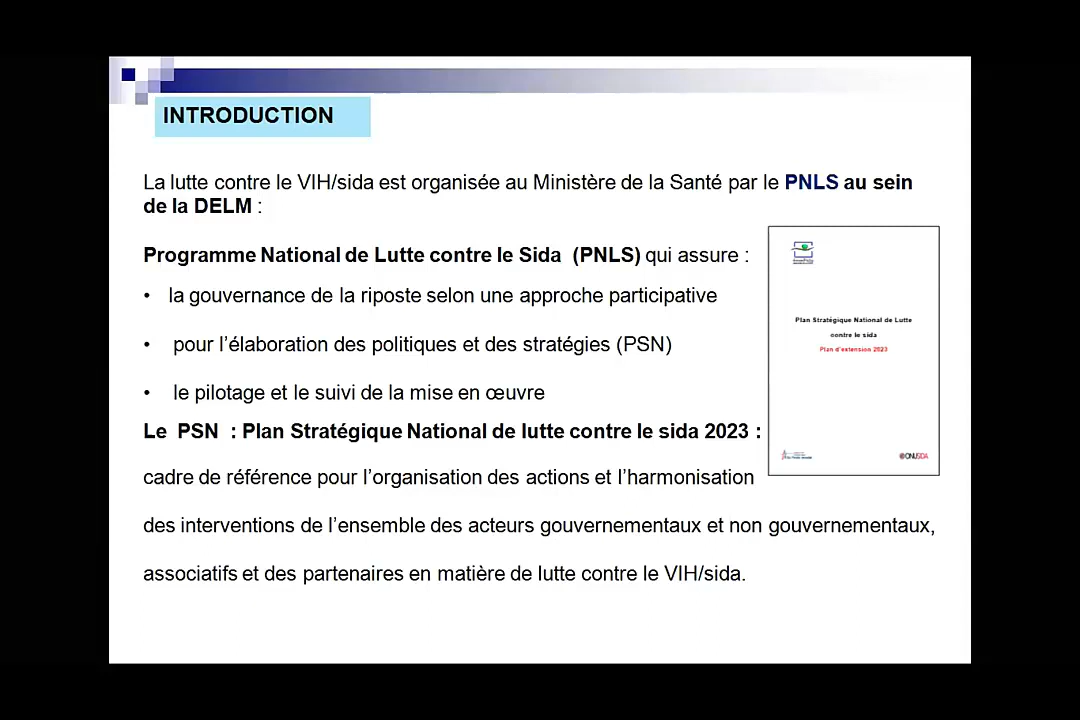 INTRODUCTION
La lutte contre le VIH/sida est organisée au Ministère de la Santé par le PNLS au sein
de la DELM :
Programme National de Lutte contre le Sida (PNLS) qui assure :
• la gouvernance de la riposte selon une approche participative
• pour l’élaboration des politiques et des stratégies (PSN)
• le pilotage et le suivi de la mise en œuvre
Le PSN : Plan Stratégique National de lutte contre le sida 2023 :
cadre de référence pour l’organisation des actions et l’harmonisation
des interventions de l’ensemble des acteurs gouvernementaux et non gouvernementaux,
associatifs et des partenaires en matière de lutte contre le VIH/sida.
Plan Stratégique National de Lutte
contre le sida
Plan d’extension 2023
ONUSIDA